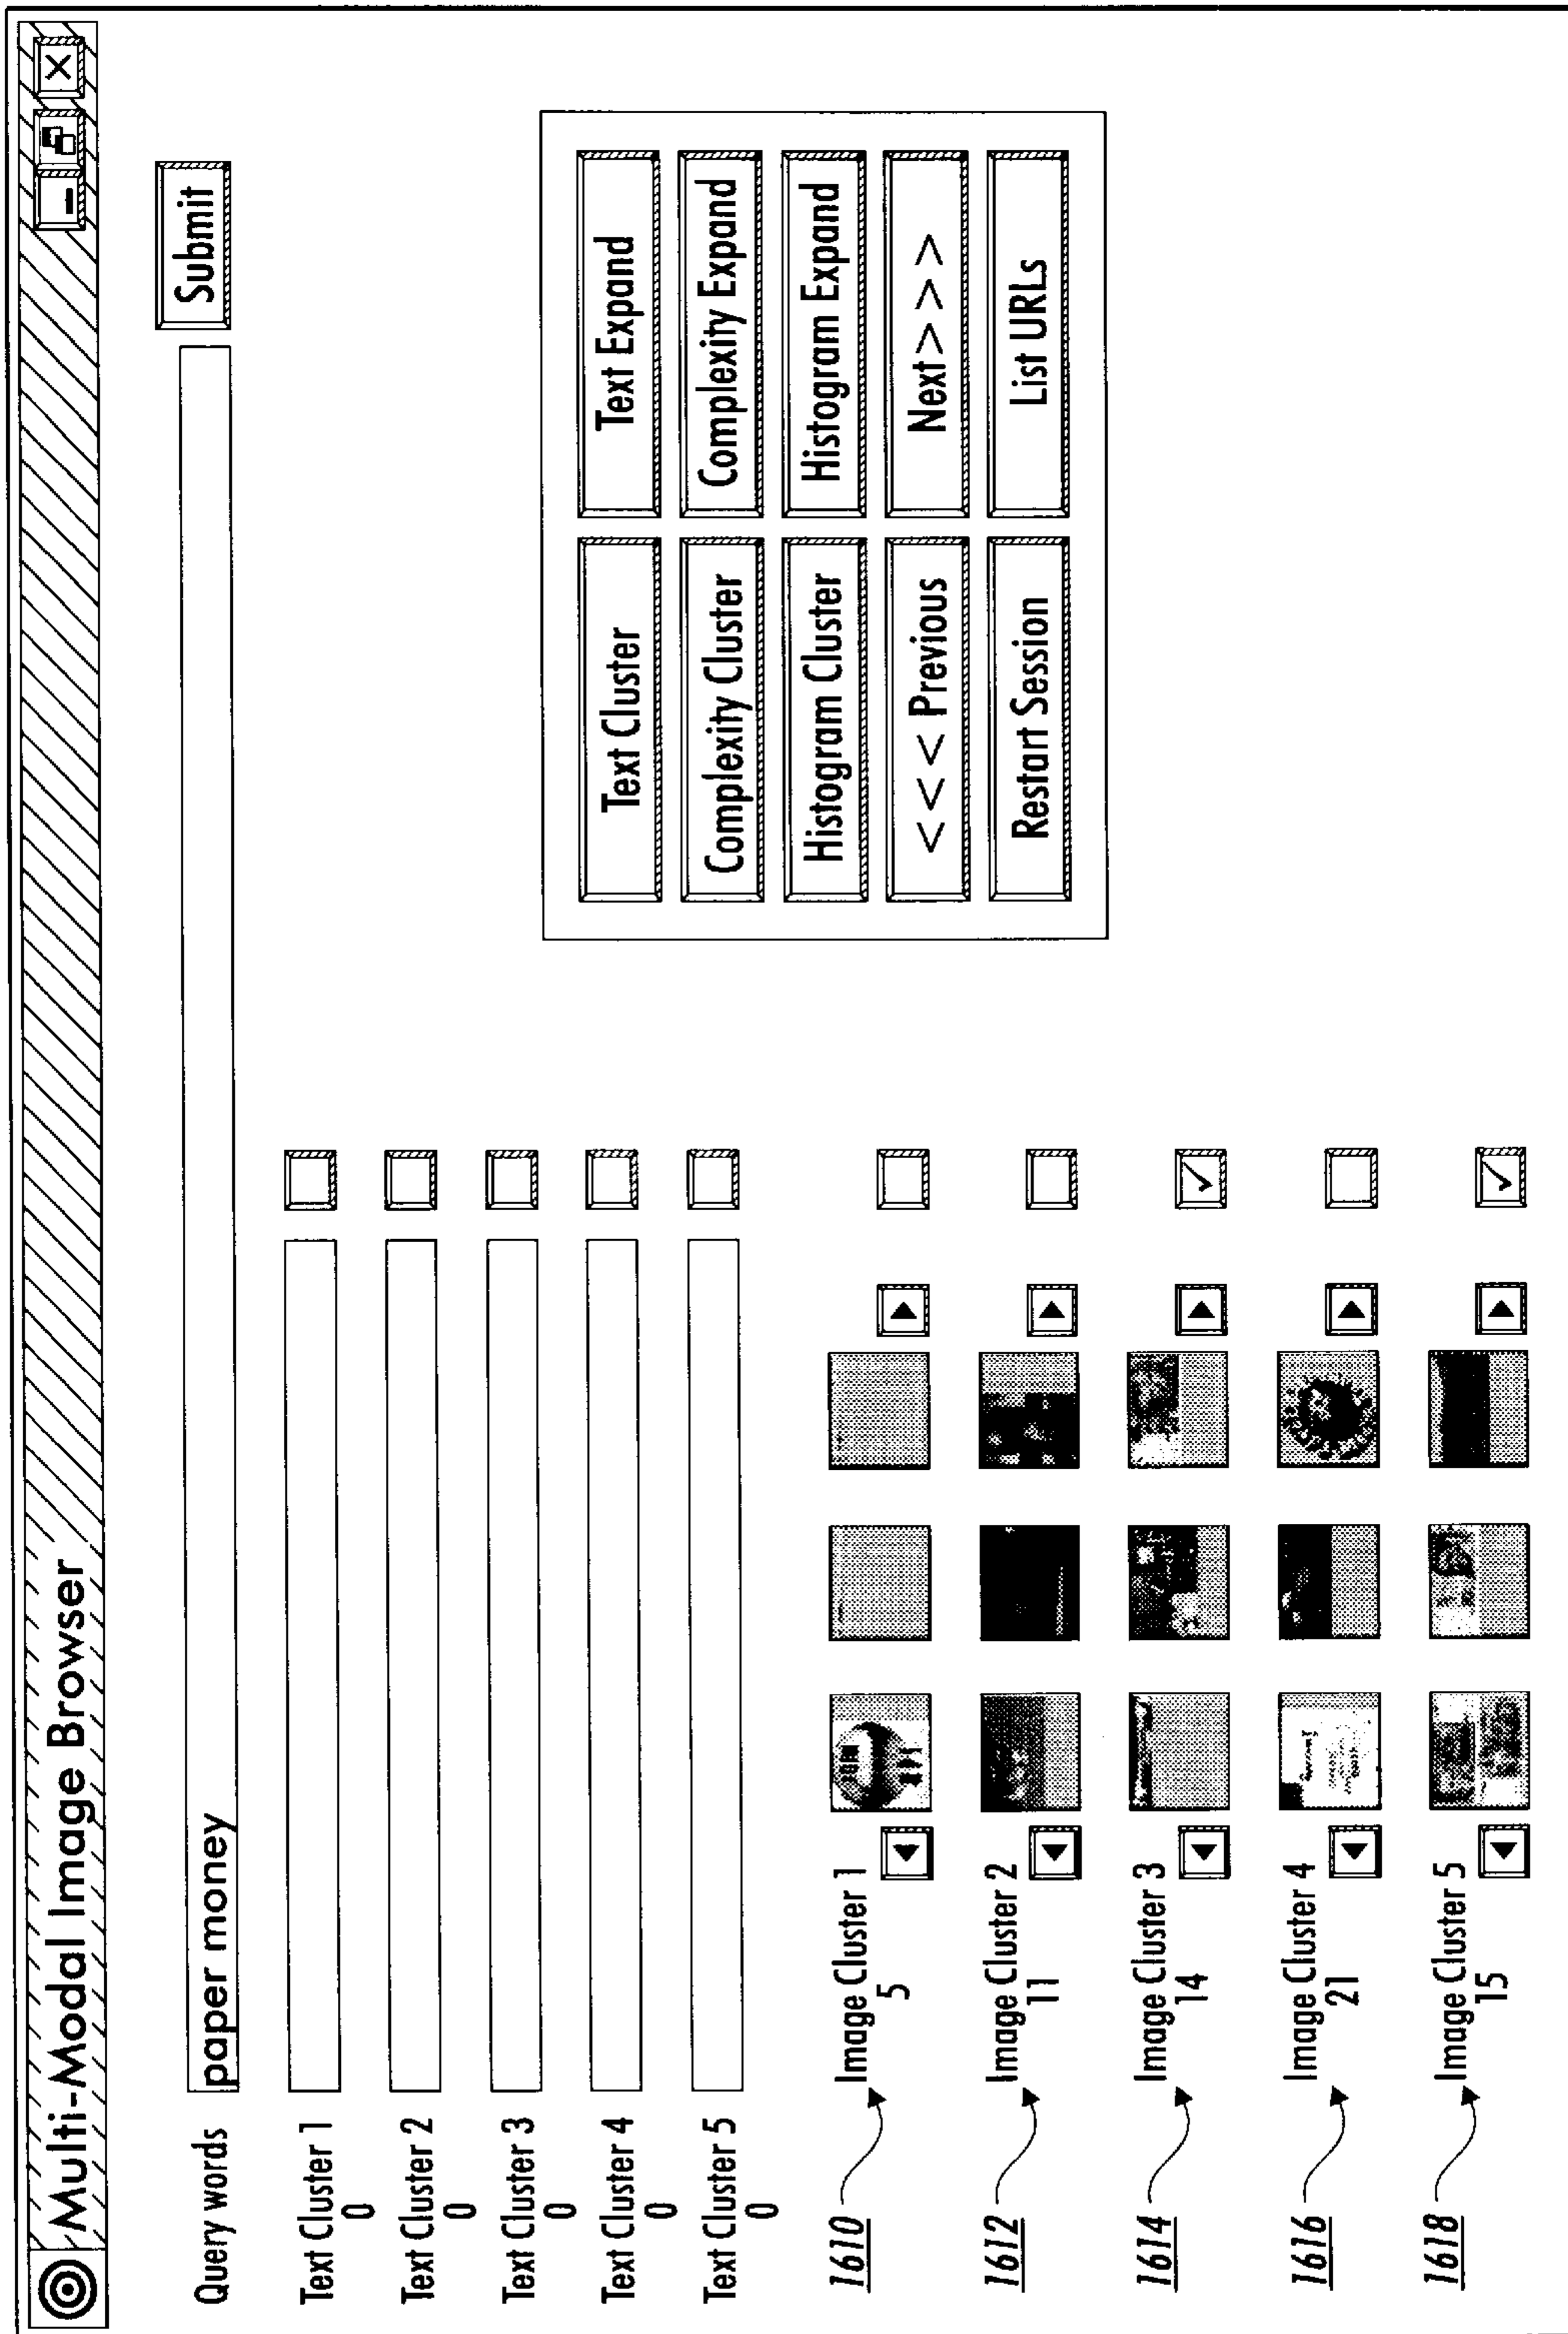 Multi-Modal Image Browser
Query words paper money Submit
Text Cluster 1
0
Text Cluster 2
0
Text Cluster 3
0
Text Cluster 4
0
Text Cluster 5
0
Text Cluster Text Expand
Complexity Cluster Complexity Expand
Histogram Cluster Histogram Expand
<<< Previous Next>>>
Restart Session List URLs
1610 Image Cluster 1
5
1612 Image Cluster 2
11
1614 Image Cluster 3
14
1616 Image Cluster 4
21
1618 Image Cluster 5
15